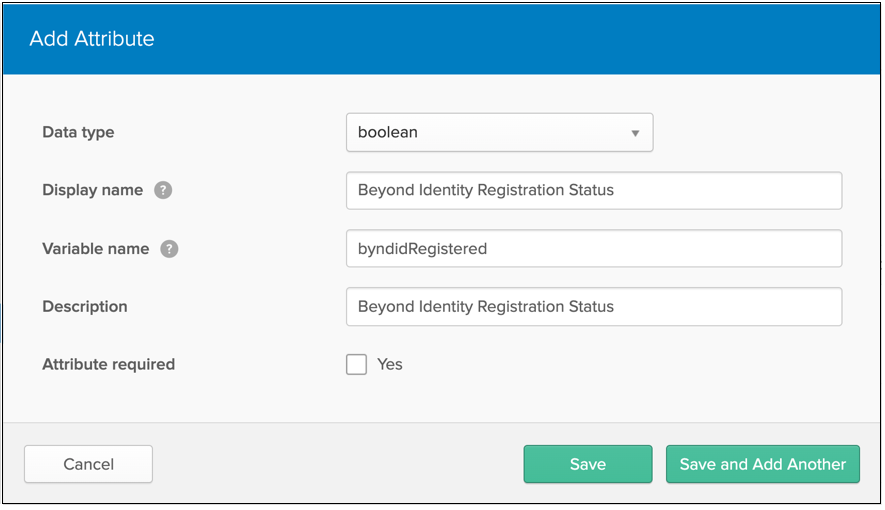 Add Attribute
Data type boolean
Display name ? Beyond Identity Registration Status
Variable name ? byndidRegistered
Description Beyond Identity Registration Status
Attribute required Yes
Cancel Save Save and Add Another